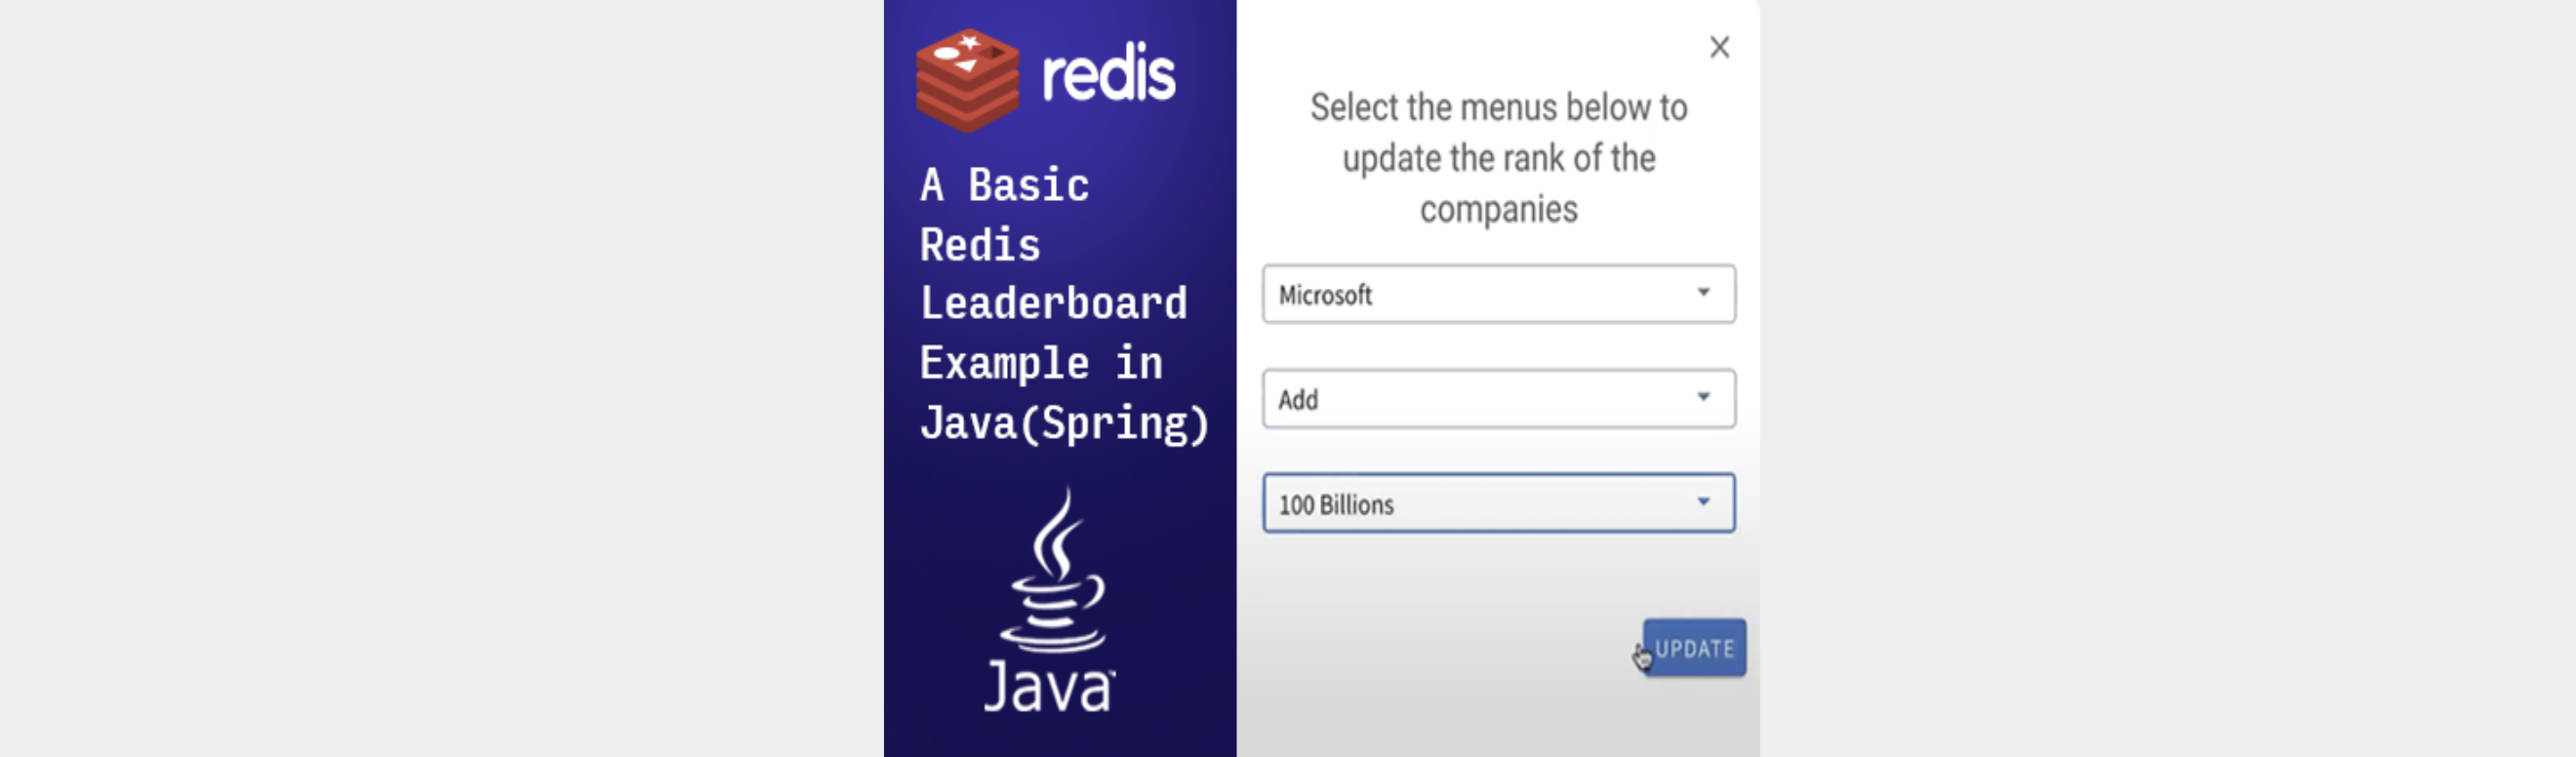 redis
A Basic
Redis
Leaderboard
Example in
Java(Spring)
Java™
Select the menus below to
update the rank of the
companies
Microsoft
Add
100 Billions
UPDATE